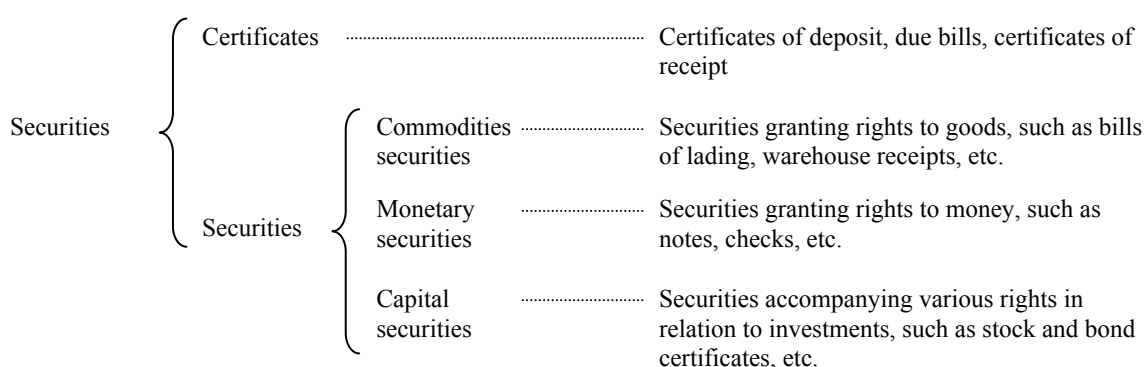 Certificates
Certificates of deposit, due bills, certificates of
receipt
Securities
Commodities
securities
Securities granting rights to goods, such as bills
of lading, warehouse receipts, etc.
Securities
Monetary
securities
Securities granting rights to money, such as
notes, checks, etc.
Capital
securities
Securities accompanying various rights in
relation to investments, such as stock and bond
certificates, etc.